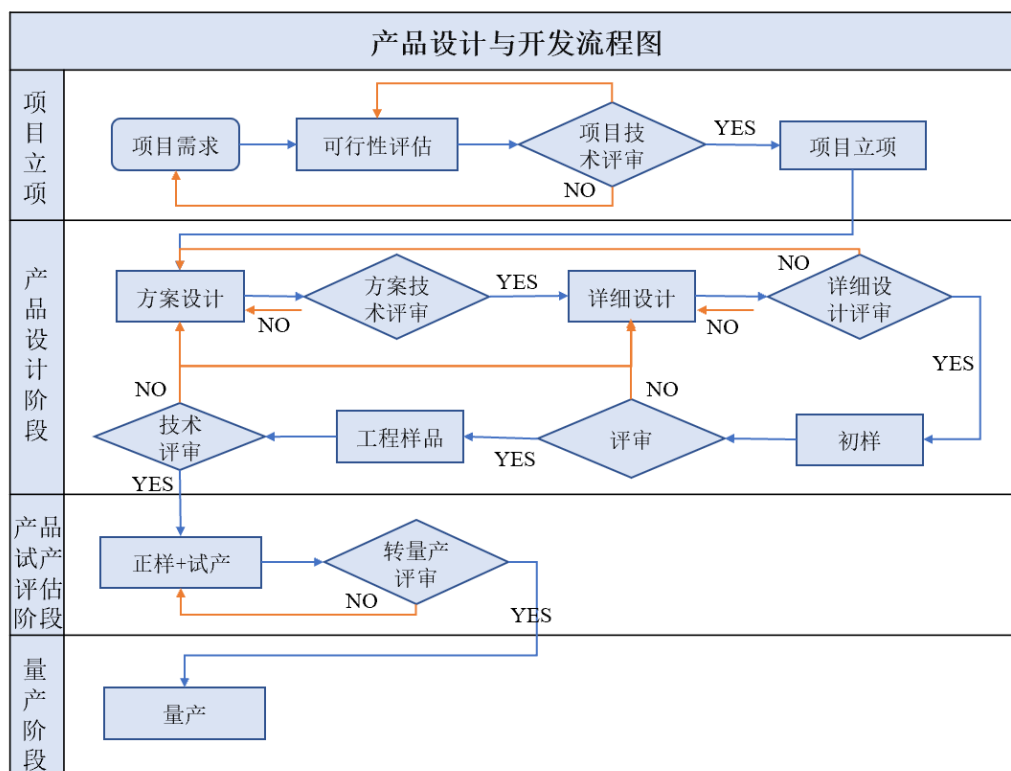 产品设计与开发流程图
项
目
立
项
项目需求
可行性评估
项目技
术评审
YES
项目立项
NO
产
品
设
计
阶
段
方案设计
NO
方案技
术评审
YES
详细设计
NO
NO
详细设
计评审
YES
NO
技术
评审
YES
工程样品
YES
NO
评审
初样
产品
试产
评估
阶段
正样+试产
NO
转量产
评审
YES
量
产
阶
段
量产